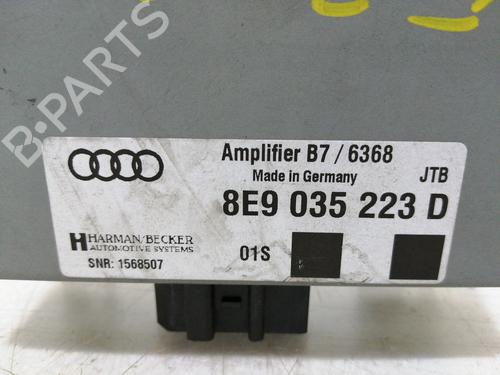 B-PARTS
Amplifier B7 / 6368
Made in Germany
JTB
8E9 035 223 D
HARMAN/BECKER
AUTOMOTIVE SYSTEMS
SNR: 1568507
01S